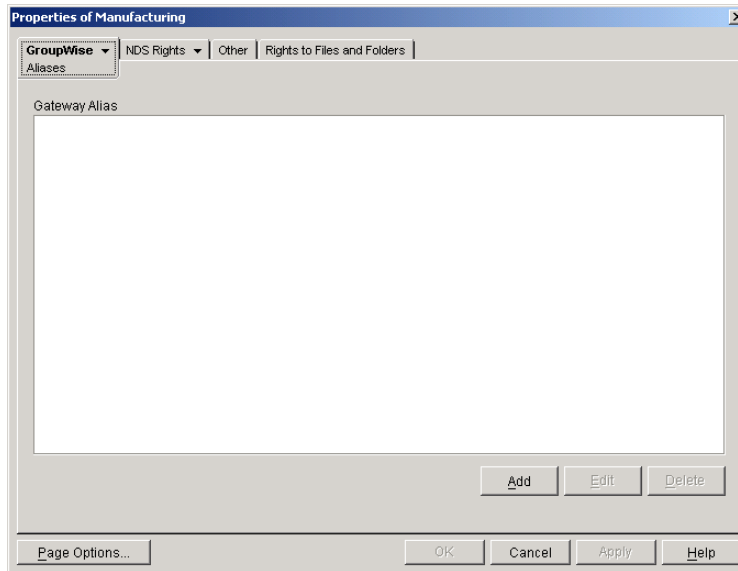 Properties of Manufacturing
GroupWise NDS Rights Other Rights to Files and Folders
Aliases
Gateway Alias
Add Edit Delete
Page Options... OK Cancel Apply Help